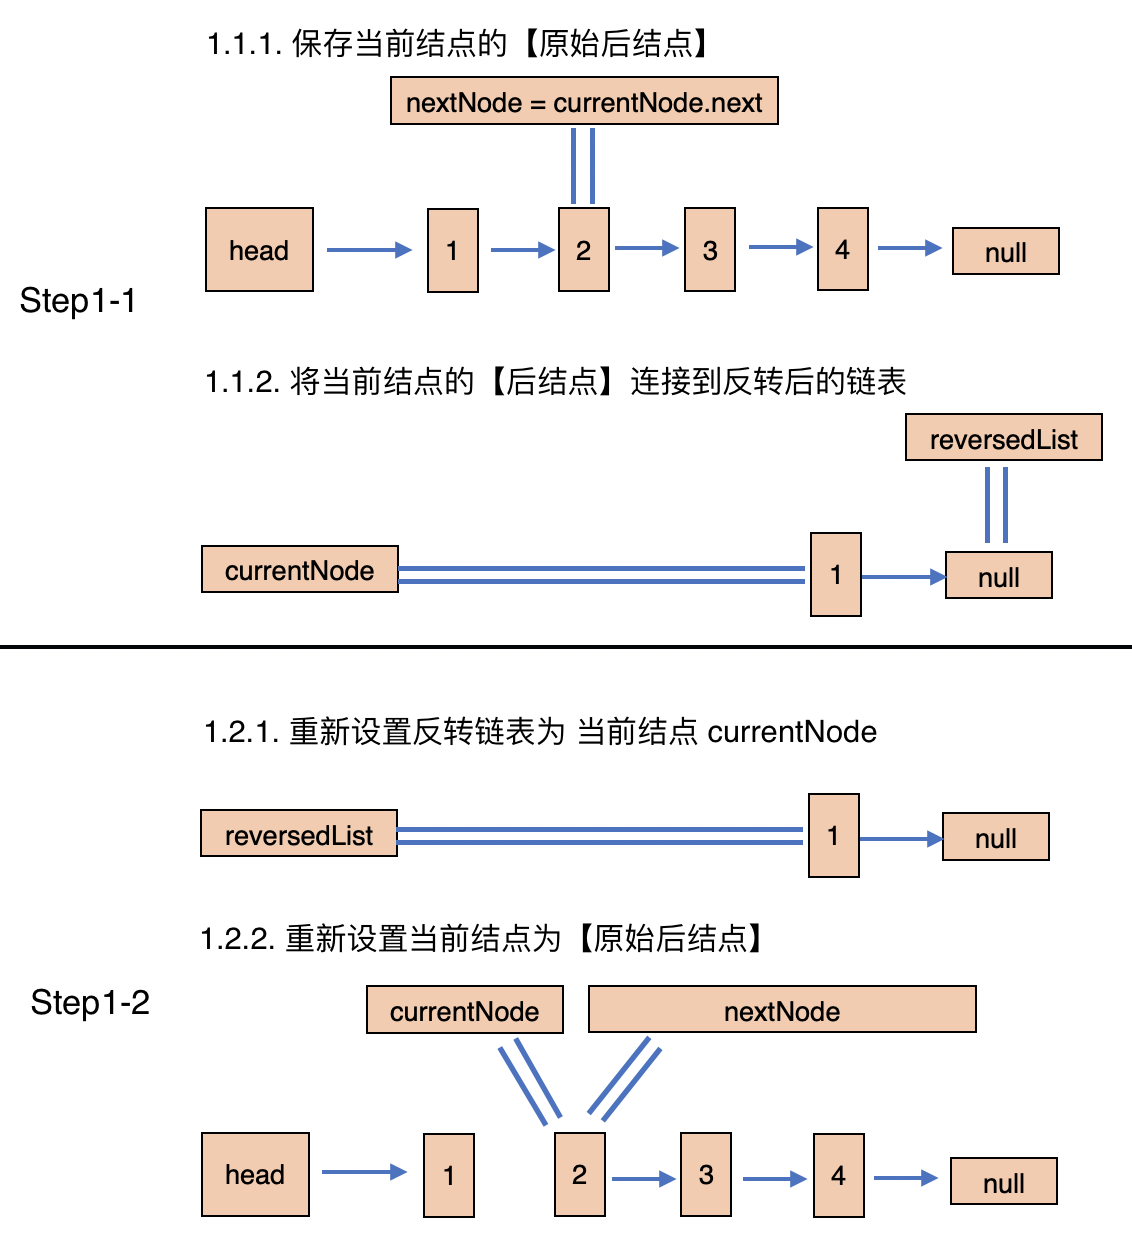 1.1.1. 保存当前结点的【原始后结点】
nextNode = currentNode.next
head 1 2 3 4 null
Step1-1
1.1.2. 将当前结点的【后结点】连接到反转后的链表
reversedList
currentNode 1 null
1.2.1. 重新设置反转链表为 当前结点 currentNode
reversedList 1 null
1.2.2. 重新设置当前结点为【原始后结点】
Step1-2
currentNode nextNode
head 1 2 3 4 null